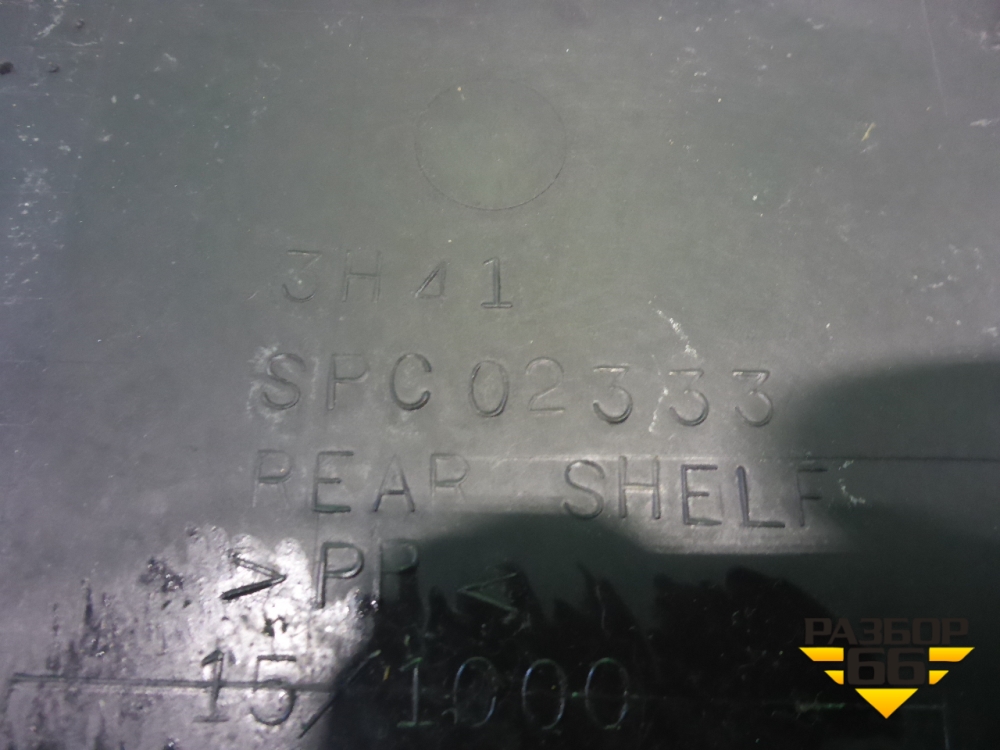 3H41
SPC02333
REAR SHELF
>PP<
15/1000
РАЗБОР
66